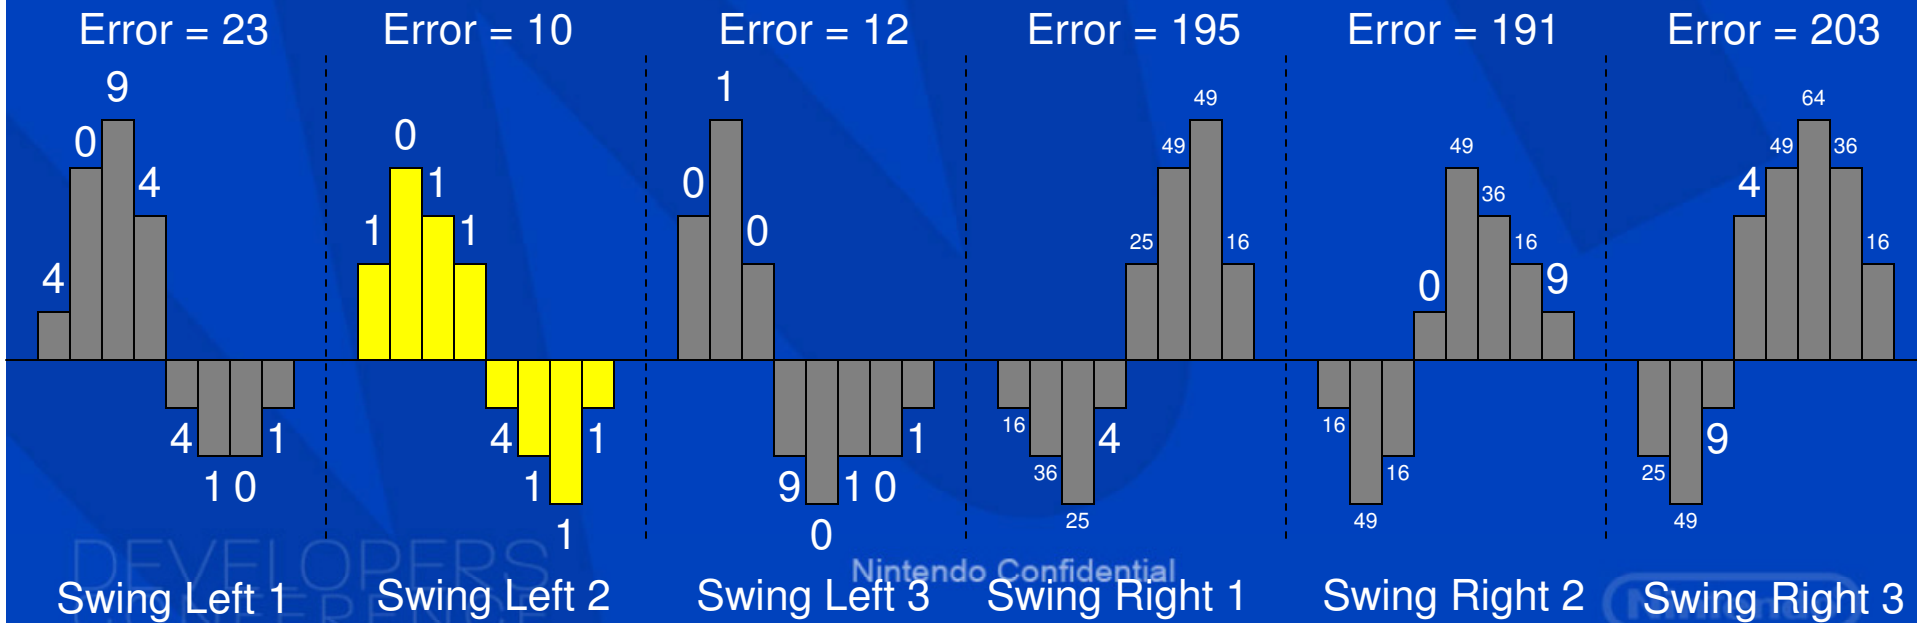 Error = 23
Error = 10
Error = 12
Error = 195
Error = 191
Error = 203
4 0 9 4 4 1 0 1
1 0 1 1 4 1 1 1
0 1 0 9 0 1 0 1
16 36 25 4 25 49 49 16
16 49 16 0 49 36 16 9
25 49 9 4 49 64 36 16
DEVELOPERS
CONFERENCE
Nintendo Confidential
Nintendo
Swing Left 1
Swing Left 2
Swing Left 3
Swing Right 1
Swing Right 2
Swing Right 3